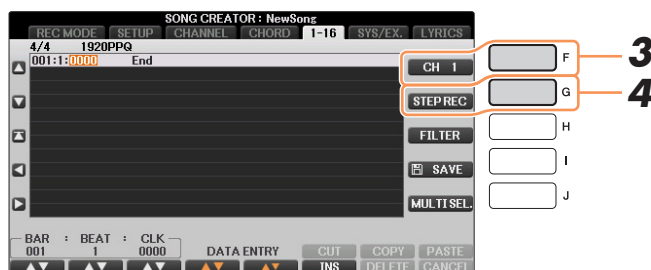 SONG CREATOR : NewSong
REC MODE SETUP CHANNEL CHORD 1-16 SYS/EX. LYRICS
4/4 1920PPQ
001:1:0000 End
CH 1
F
3
STEP REC
G
4
FILTER
H
SAVE
I
MULTI SEL.
J
BAR : BEAT : CLK
001 1 0000
DATA ENTRY
CUT COPY PASTE
INS DELETE CANCEL